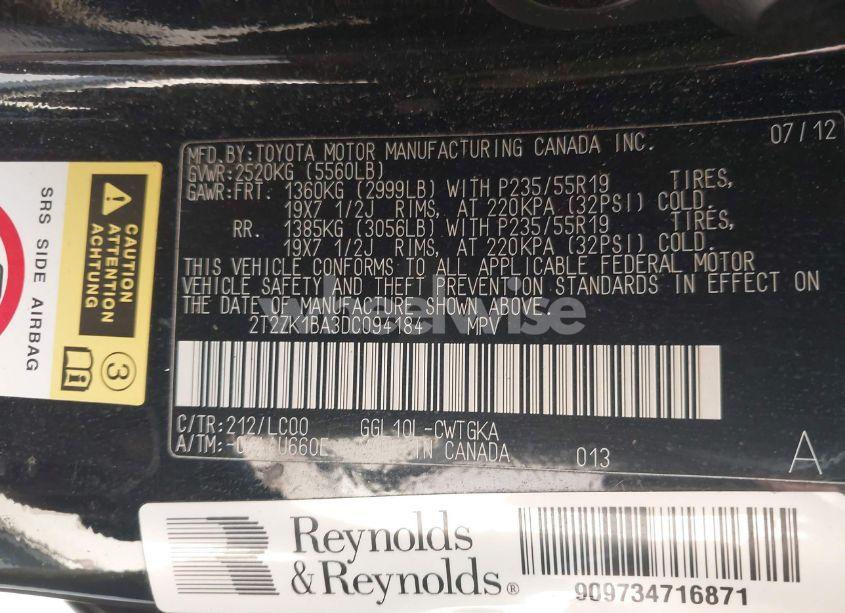 MFD.BY:TOYOTA MOTOR MANUFACTURING CANADA INC. 07/12
GVWR:2520KG (5560LB)
GAWR:FRT. 1360KG (2999LB) WITH P235/55R19 TIRES,
19X7 1/2J RIMS, AT 220KPA (32PSI) COLD.
RR. 1385KG (3056LB) WITH P235/55R19 TIRES,
19X7 1/2J RIMS, AT 220KPA (32PSI) COLD.
THIS VEHICLE CONFORMS TO ALL APPLICABLE FEDERAL MOTOR
VEHICLE SAFETY AND THEFT PREVENTION STANDARDS IN EFFECT ON
THE DATE OF MANUFACTURE SHOWN ABOVE.
2T2ZK1BA3DC094184 MPV
wheelwise
C/TR:212/LC00 GGL10L-CWTGKA
A/TM: U660E IN CANADA 013 A
SRS SIDE AIRBAG
CAUTION
ATTENTION
ACHTUNG
i
3
Reynolds
&Reynolds®
909734716871